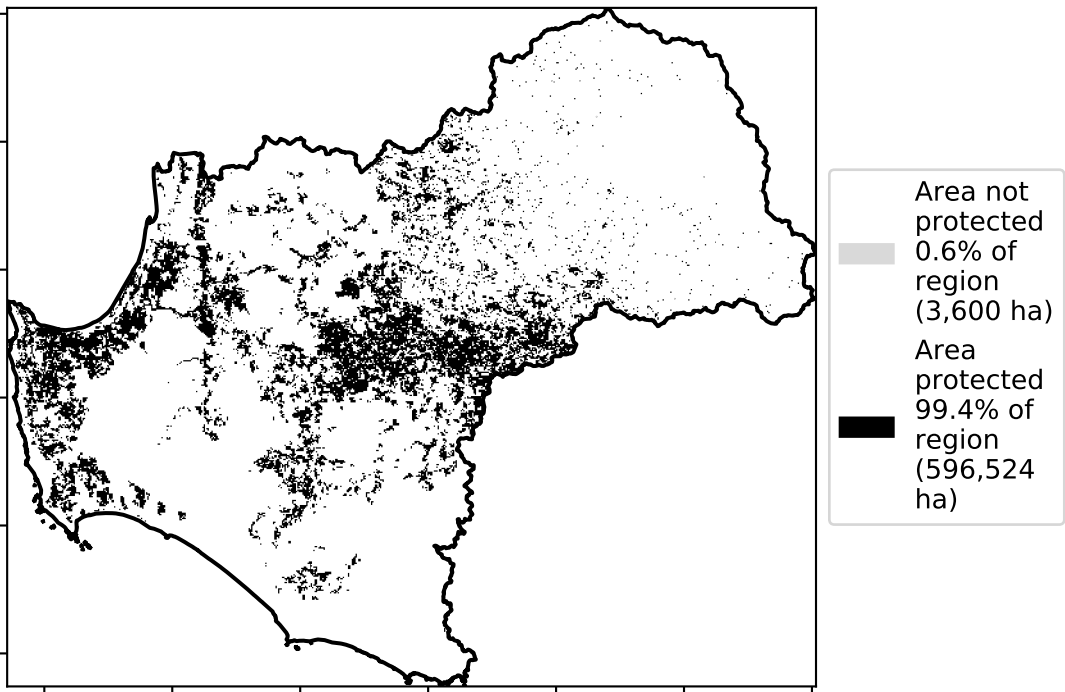 Area not
protected
0.6% of
region
(3,600 ha)
Area
protected
99.4% of
region
(596,524
ha)